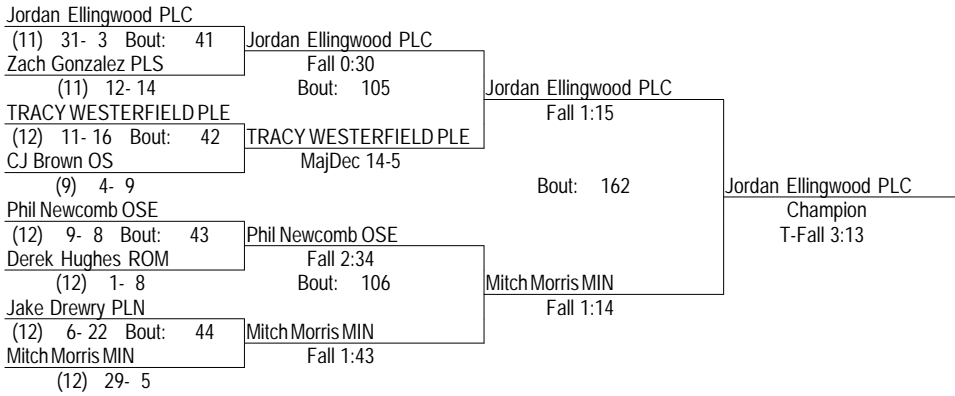 Jordan Ellingwood PLC
(11) 31- 3 Bout: 41 Jordan Ellingwood PLC
Zach Gonzalez PLS Fall 0:30
(11) 12- 14 Bout: 105 Jordan Ellingwood PLC
TRACY WESTERFIELD PLE Fall 1:15
(12) 11- 16 Bout: 42 TRACY WESTERFIELD PLE
CJ Brown OS MajDec 14-5
(9) 4- 9 Bout: 162 Jordan Ellingwood PLC
Phil Newcomb OSE Champion
(12) 9- 8 Bout: 43 Phil Newcomb OSE T-Fall 3:13
Derek Hughes ROM Fall 2:34
(12) 1- 8 Bout: 106 Mitch Morris MIN
Jake Drewry PLN Fall 1:14
(12) 6- 22 Bout: 44 Mitch Morris MIN
Mitch Morris MIN Fall 1:43
(12) 29- 5